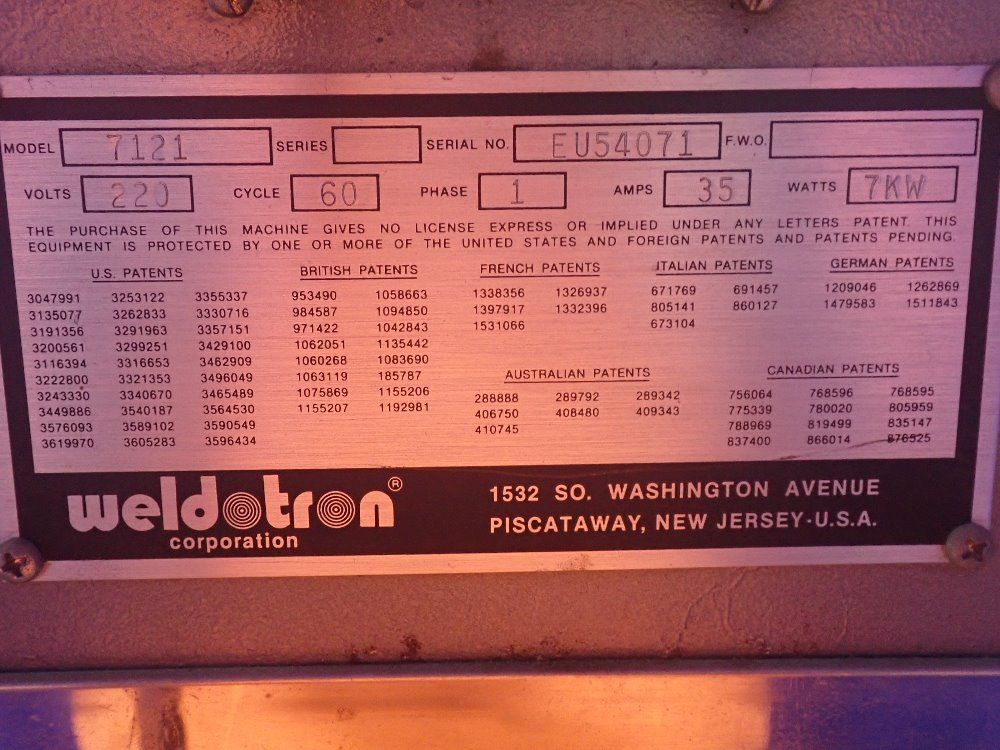 MODEL 7121 SERIES SERIAL NO. EU54071 F.W.O.
VOLTS 220 CYCLE 60 PHASE 1 AMPS 35 WATTS 7KW
THE PURCHASE OF THIS MACHINE GIVES NO LICENSE EXPRESS OR IMPLIED UNDER ANY LETTERS PATENT. THIS
EQUIPMENT IS PROTECTED BY ONE OR MORE OF THE UNITED STATES AND FOREIGN PATENTS AND PATENTS PENDING.
U.S. PATENTS
3047991 3253122 3355337
3135077 3262833 3330716
3191356 3291963 3357151
3200561 3299251 3429100
3116394 3316653 3462909
3222800 3321353 3496049
3243330 3340670 3465489
3449886 3540187 3564530
3576093 3589102 3590549
3619970 3605283 3596434
BRITISH PATENTS
953490 1058663
984587 1094850
971422 1042843
1062051 1135442
1060268 1083690
1063119 185787
1075869 1155206
1155207 1192981
FRENCH PATENTS
1338356 1326937
1397917 1332396
1531066
ITALIAN PATENTS
671769 691457
805141 860127
673104
GERMAN PATENTS
1209046 1262869
1479583 1511843
AUSTRALIAN PATENTS
288888 289792 289342
406750 408480 409343
410745
CANADIAN PATENTS
756064 768596 768595
775339 780020 805959
788969 819499 835147
837400 866014 876525
weldotron®
corporation
1532 SO. WASHINGTON AVENUE
PISCATAWAY, NEW JERSEY-U.S.A.